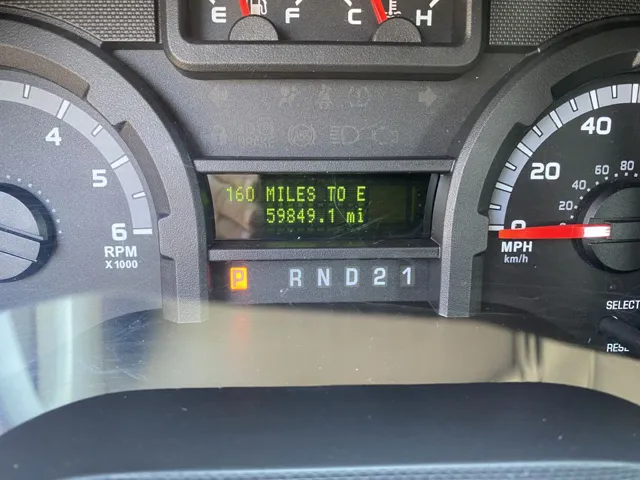 E F C H
4
5
6
RPM
X1000
160 MILES TO E
59849.1 mi
P R N D 2 1
40
20
0
80
60
40
20
MPH
km/h
SELECT
RESE